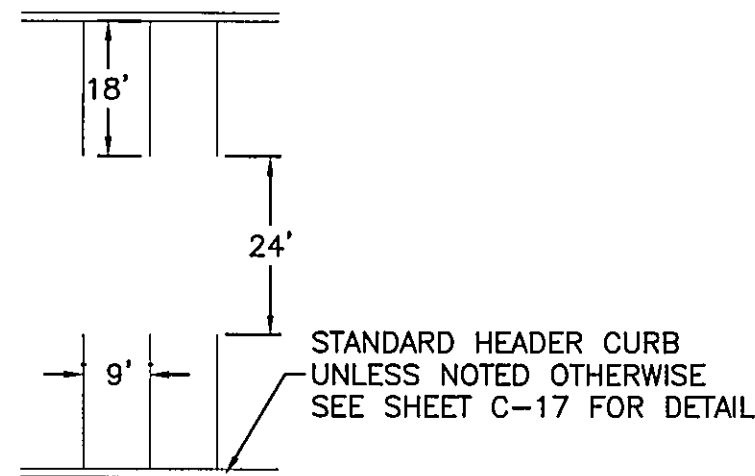 18'
24'
9'
STANDARD HEADER CURB
UNLESS NOTED OTHERWISE
SEE SHEET C-17 FOR DETAIL